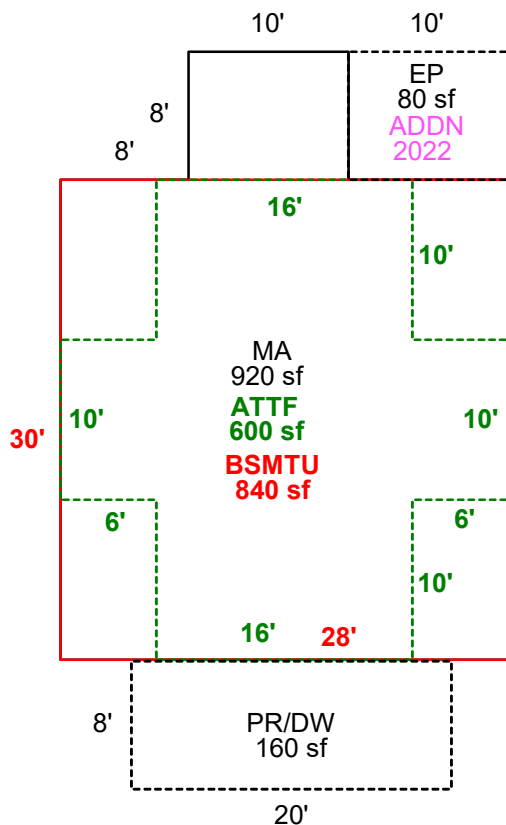 10'
10'
EP
80 sf
ADDN
2022
8'
8'
16'
10'
MA
920 sf
ATTF
600 sf
BSMTU
840 sf
10'
10'
30'
6'
6'
10'
16'
28'
8'
PR/DW
160 sf
20'